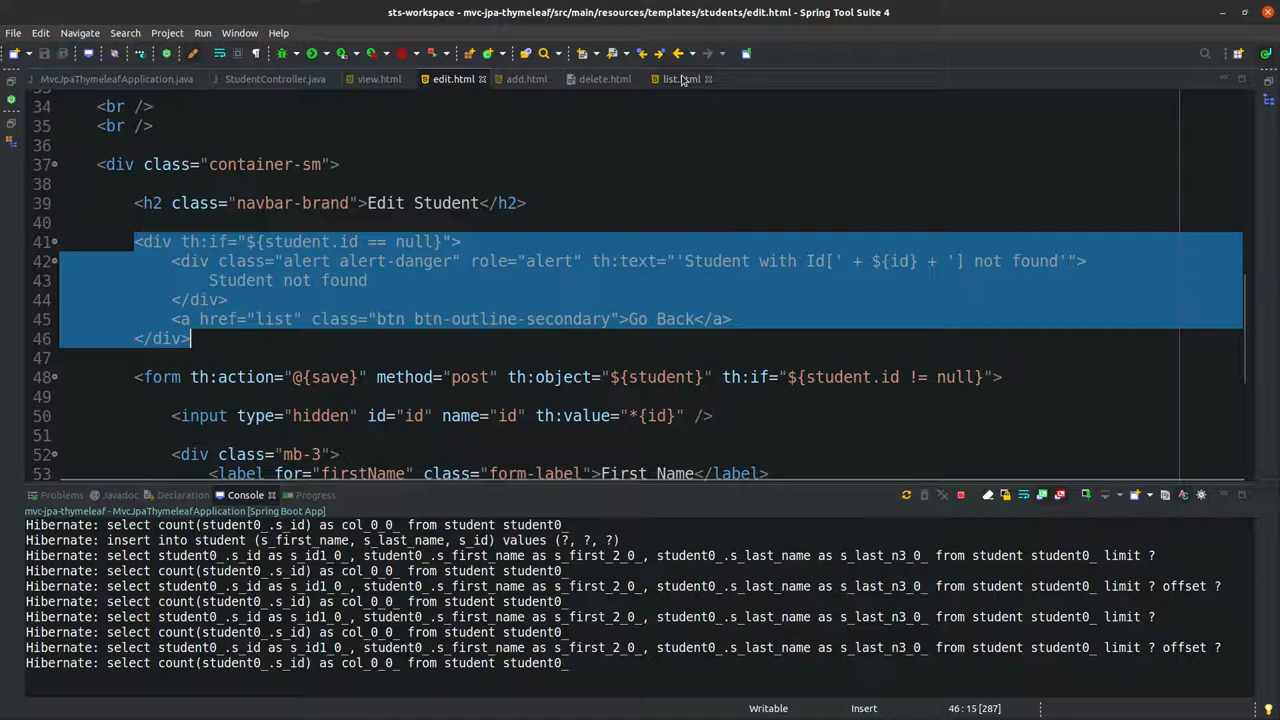 sts-workspace - mvc-jpa-thymeleaf/src/main/resources/templates/students/edit.html - Spring Tool Suite 4
File Edit Navigate Search Project Run Window Help
MvcJpaThymeleafApplication.java StudentController.java view.html edit.html add.html delete.html list.html
34 <br />
35 <br />
36
37 <div class="container-sm">
38
39 <h2 class="navbar-brand">Edit Student</h2>
40
41 <div th:if="${student.id == null}">
42 <div class="alert alert-danger" role="alert" th:text="'Student with Id[' + ${id} + '] not found'">
43 Student not found
44 </div>
45 <a href="list" class="btn btn-outline-secondary">Go Back</a>
46 </div>
47
48 <form th:action="@{save}" method="post" th:object="${student}" th:if="${student.id != null}">
49
50 <input type="hidden" id="id" name="id" th:value="*{id}" />
51
52 <div class="mb-3">
53 <label for="firstName" class="form-label">First Name</label>
Problems Javadoc Declaration Console Progress
mvc-jpa-thymeleaf - MvcJpaThymeleafApplication [Spring Boot App]
Hibernate: select count(student0_.s_id) as col_0_0_ from student student0_
Hibernate: insert into student (s_first_name, s_last_name, s_id) values (?, ?, ?)
Hibernate: select student0_.s_id as s_id1_0_, student0_.s_first_name as s_first_2_0_, student0_.s_last_name as s_last_n3_0_ from student student0_ limit ?
Hibernate: select count(student0_.s_id) as col_0_0_ from student student0_
Hibernate: select student0_.s_id as s_id1_0_, student0_.s_first_name as s_first_2_0_, student0_.s_last_name as s_last_n3_0_ from student student0_ limit ? offset ?
Hibernate: select count(student0_.s_id) as col_0_0_ from student student0_
Hibernate: select student0_.s_id as s_id1_0_, student0_.s_first_name as s_first_2_0_, student0_.s_last_name as s_last_n3_0_ from student student0_ limit ?
Hibernate: select count(student0_.s_id) as col_0_0_ from student student0_
Hibernate: select student0_.s_id as s_id1_0_, student0_.s_first_name as s_first_2_0_, student0_.s_last_name as s_last_n3_0_ from student student0_ limit ? offset ?
Hibernate: select count(student0_.s_id) as col_0_0_ from student student0_
Writable Insert 46 : 15 [287]